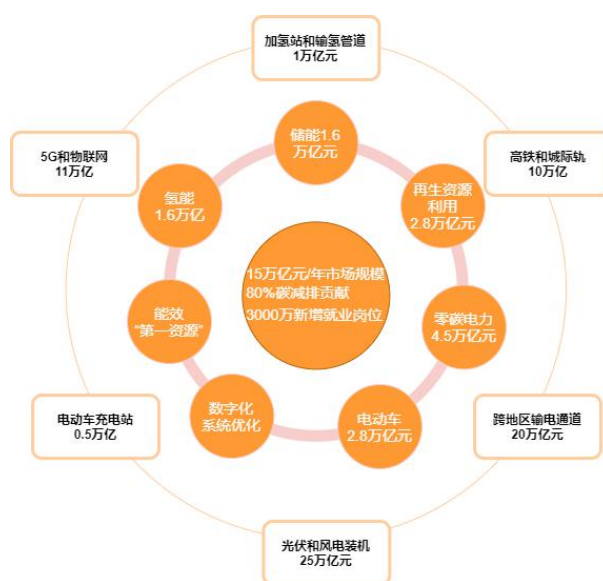 加氢站和输氢管道
1万亿元
5G和物联网
11万亿
高铁和城际轨
10万亿
储能1.6
万亿元
氢能
1.6万亿
再生资源
利用
2.8万亿元
15万亿元/年市场规模
80%碳减排贡献
3000万新增就业岗位
能效
“第一资源”
零碳电力
4.5万亿元
数字化
系统优化
电动车
2.8万亿元
电动车充电站
0.5万亿
跨地区输电通道
20万亿元
光伏和风电装机
25万亿元